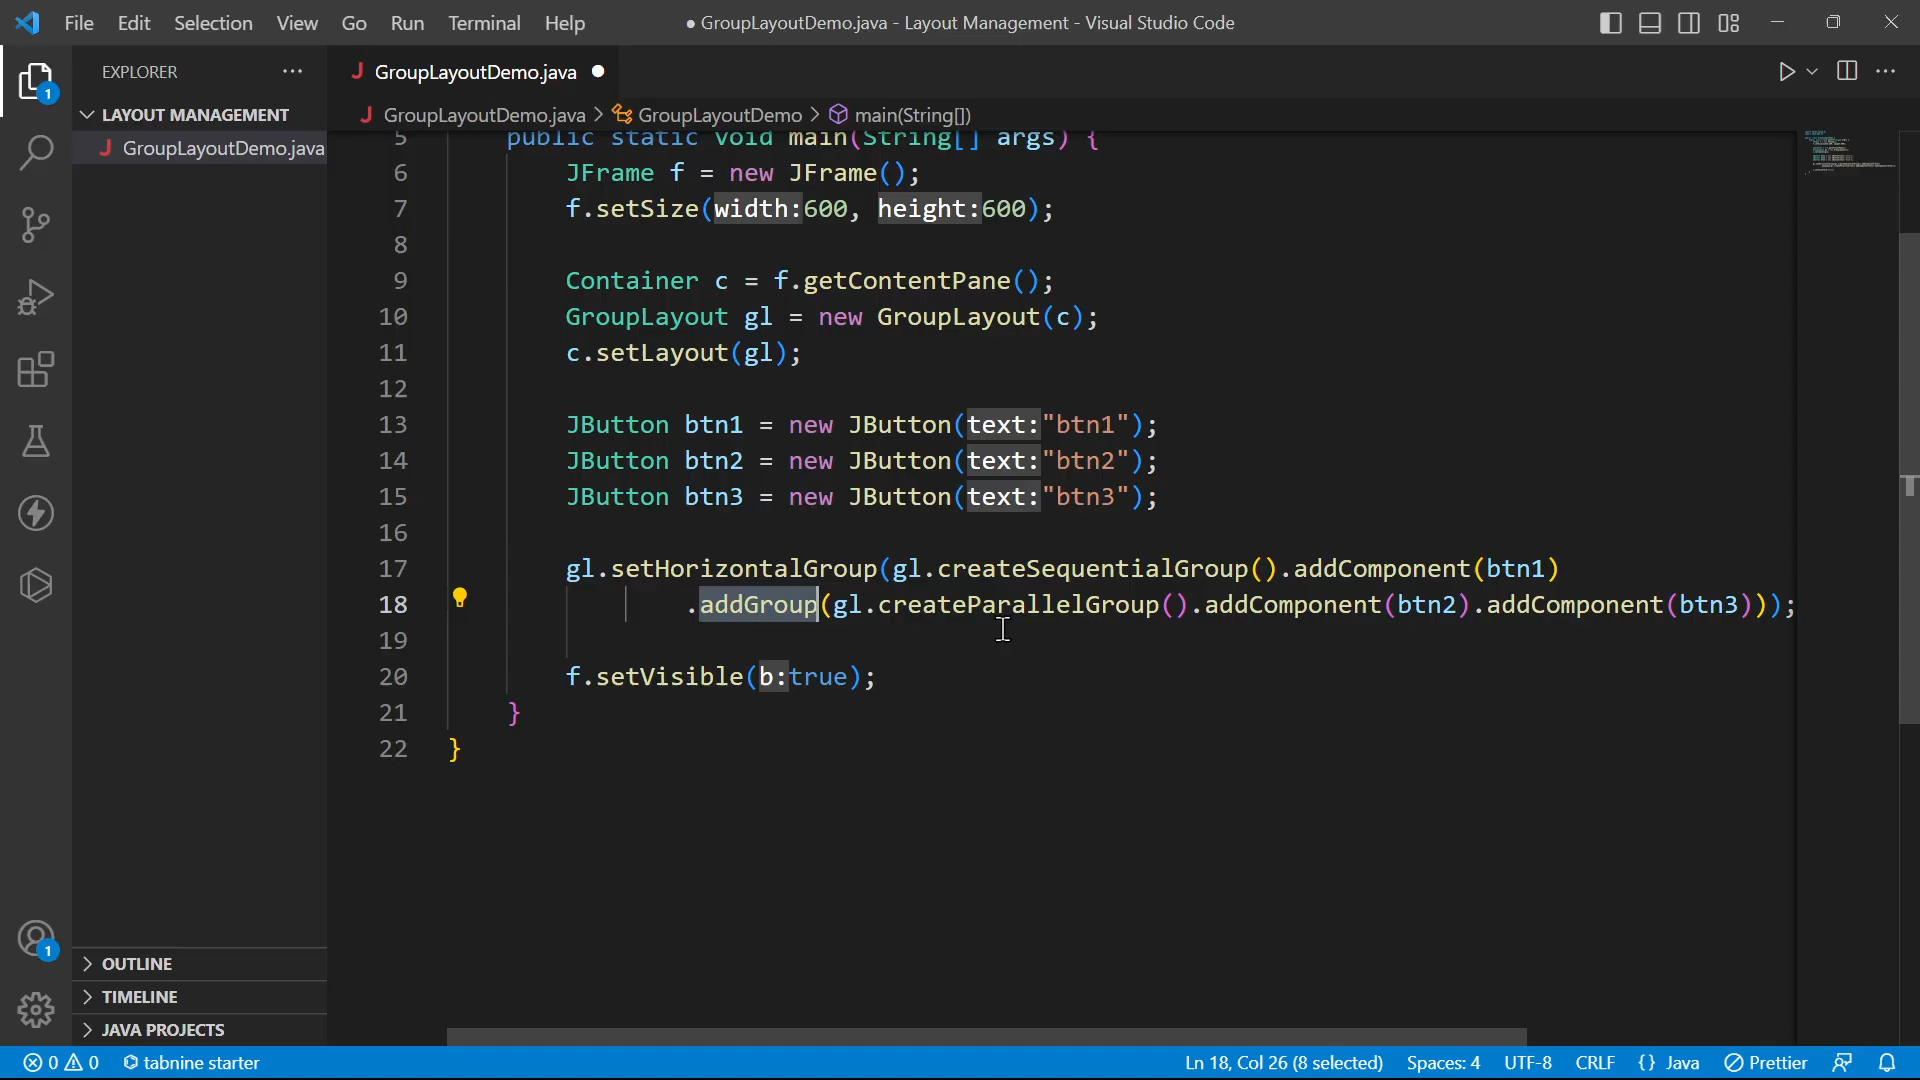 File Edit Selection View Go Run Terminal Help
● GroupLayoutDemo.java - Layout Management - Visual Studio Code
EXPLORER
LAYOUT MANAGEMENT
J GroupLayoutDemo.java
J GroupLayoutDemo.java ●
J GroupLayoutDemo.java > GroupLayoutDemo > main(String[])
5 public static void main(String[] args) {
6 JFrame f = new JFrame();
7 f.setSize(width:600, height:600);
8
9 Container c = f.getContentPane();
10 GroupLayout gl = new GroupLayout(c);
11 c.setLayout(gl);
12
13 JButton btn1 = new JButton(text:"btn1");
14 JButton btn2 = new JButton(text:"btn2");
15 JButton btn3 = new JButton(text:"btn3");
16
17 gl.setHorizontalGroup(gl.createSequentialGroup().addComponent(btn1)
18 .addGroup(gl.createParallelGroup().addComponent(btn2).addComponent(btn3)));
19
20 f.setVisible(b:true);
21 }
22 }
1
1
OUTLINE
TIMELINE
JAVA PROJECTS
0 0 tabnine starter
Ln 18, Col 26 (8 selected) Spaces: 4 UTF-8 CRLF {} Java Prettier